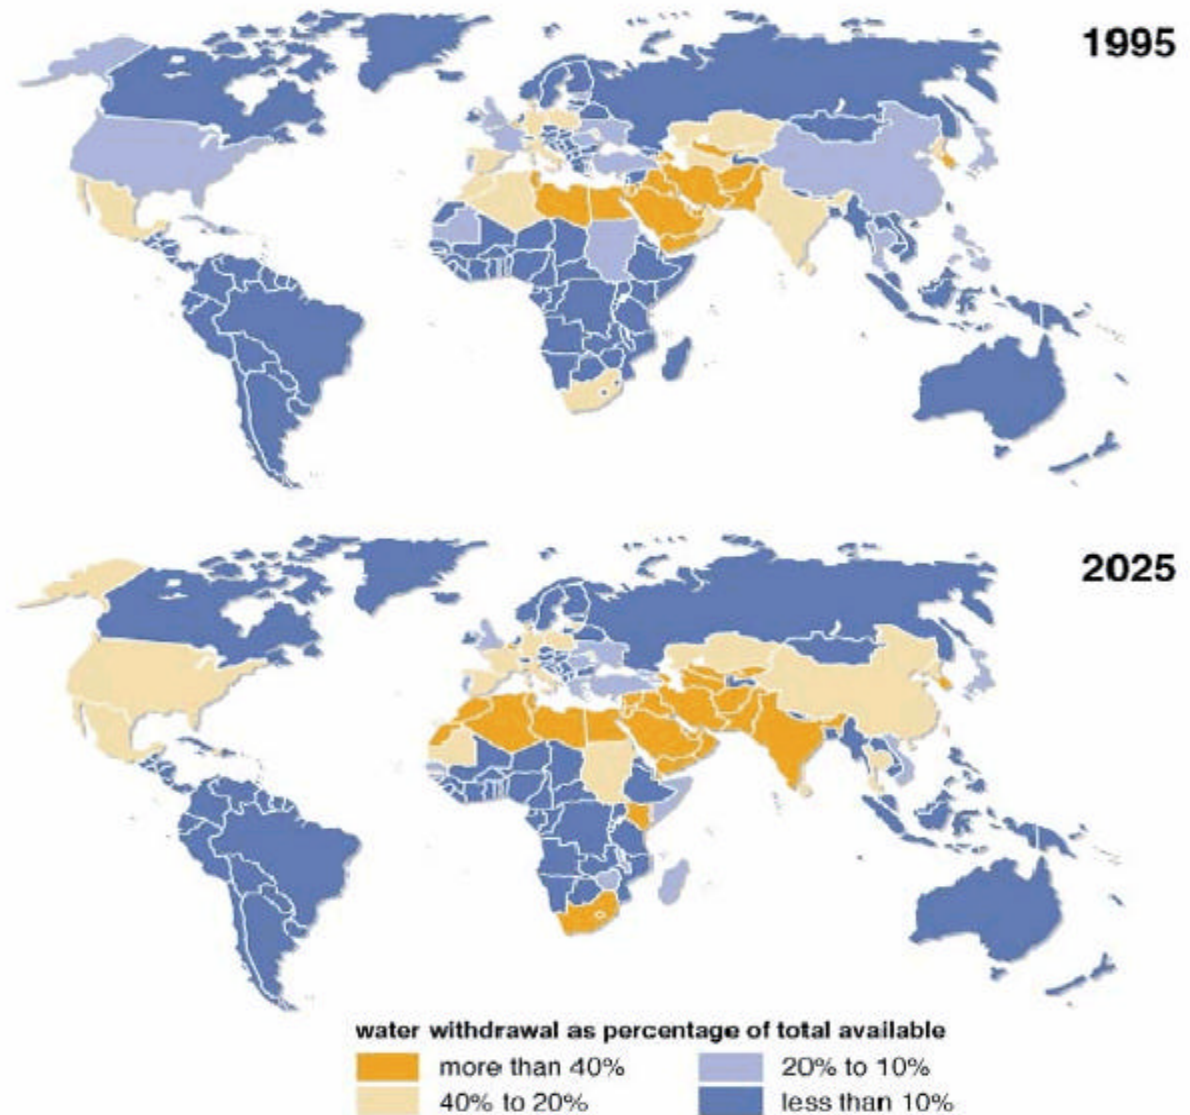 1995
2025
water withdrawal as percentage of total available
more than 40%
20% to 10%
40% to 20%
less than 10%